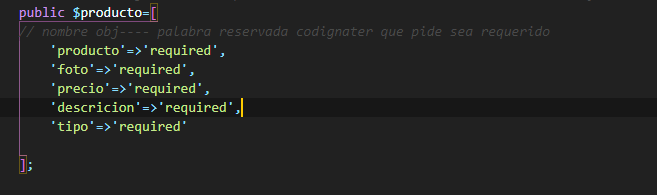 public $producto=[
// nombre obj---- palabra reservada codignater que pide sea requerido
'producto'=>'required',
'foto'=>'required',
'precio'=>'required',
'descricion'=>'required',
'tipo'=>'required'
];